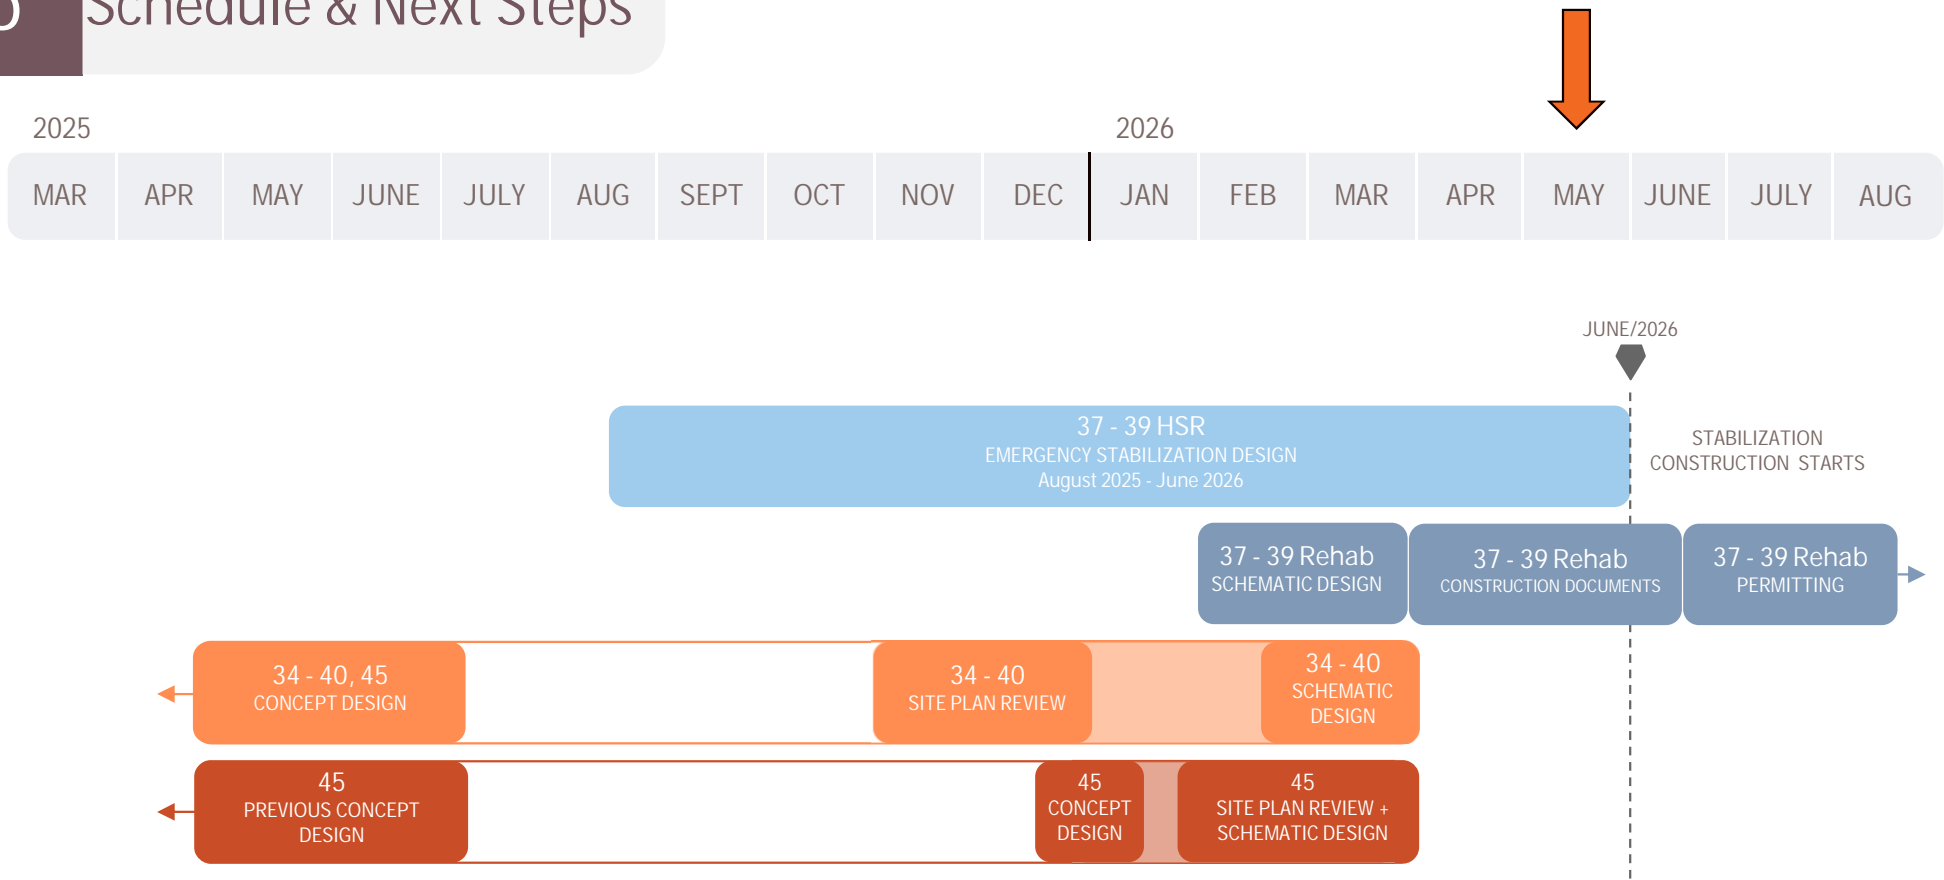 Schedule & Next Steps
2025
2026
MAR APR MAY JUNE JULY AUG SEPT OCT NOV DEC JAN FEB MAR APR MAY JUNE JULY AUG
JUNE/2026
37 - 39 HSR
EMERGENCY STABILIZATION DESIGN
August 2025 - June 2026
STABILIZATION
CONSTRUCTION STARTS
37 - 39 Rehab
SCHEMATIC DESIGN
37 - 39 Rehab
CONSTRUCTION DOCUMENTS
37 - 39 Rehab
PERMITTING
34 - 40, 45
CONCEPT DESIGN
34 - 40
SITE PLAN REVIEW
34 - 40
SCHEMATIC
DESIGN
45
PREVIOUS CONCEPT
DESIGN
45
CONCEPT
DESIGN
45
SITE PLAN REVIEW +
SCHEMATIC DESIGN